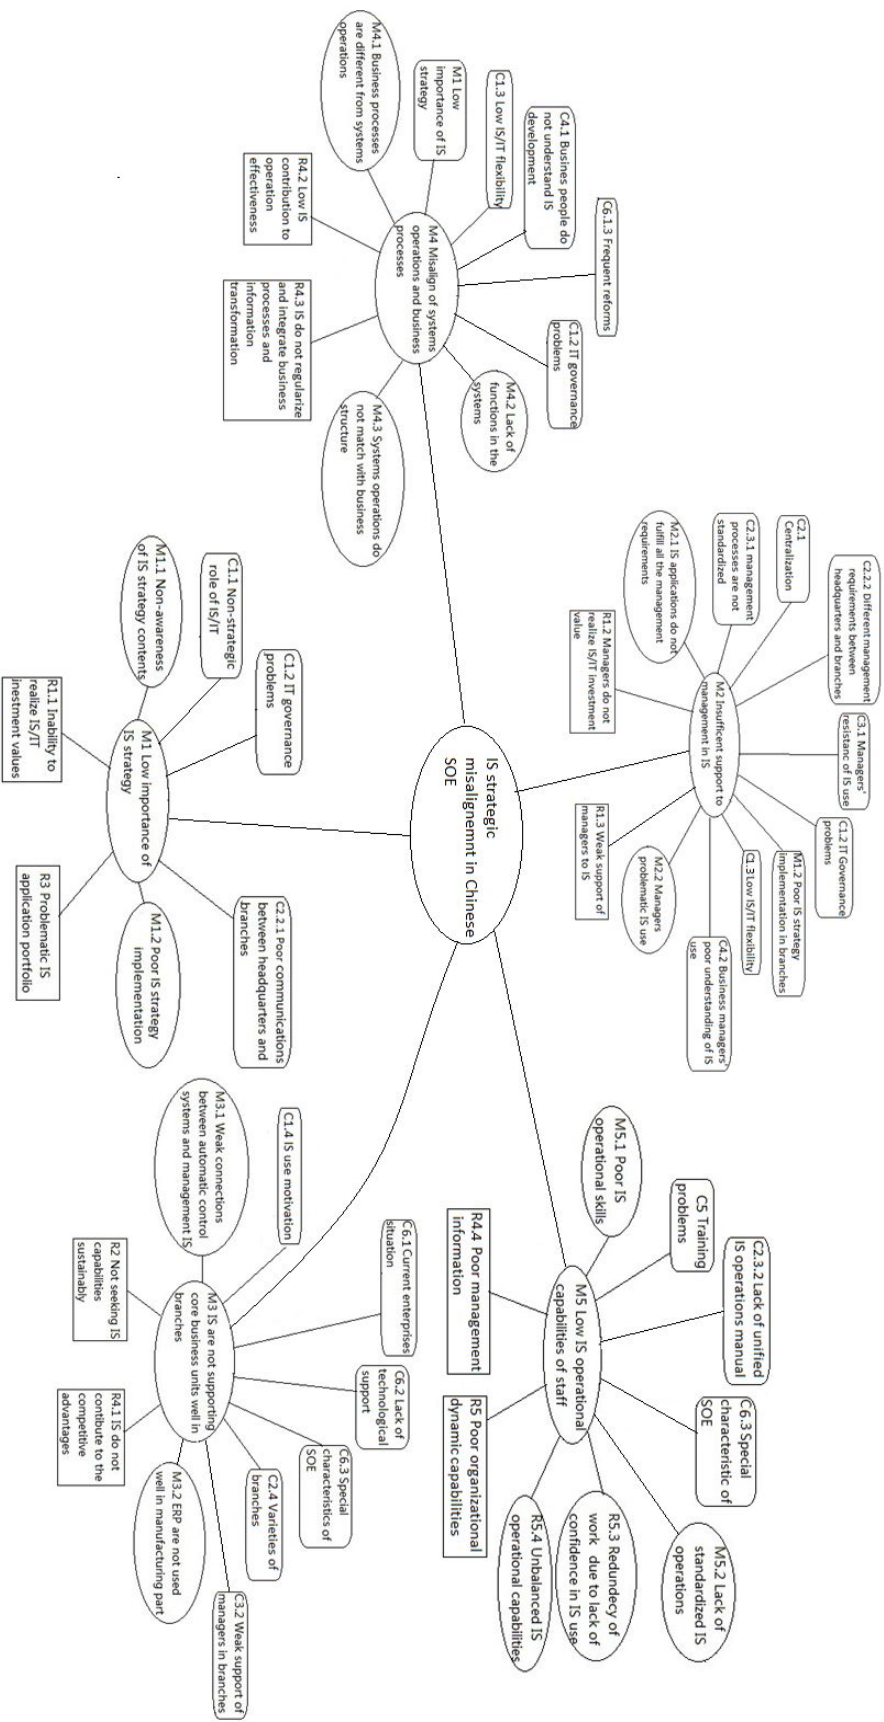 IS strategic
misalignemnt in Chinese
SOE
M4 Misalign of systems
operations and business
processes
M4.1 Business processes
are different from systems
operations
M1 Low
importance of IS
strategy
C1.3 Low IS/IT flexibility
C4.1 Busines people do
not understand IS
development
C6.1.3 Frequent reforms
C1.2 IT governance
problems
M4.2 Lack of
functions in the
systems
M4.3 Systems operations do
not match with business
structure
R4.3 IS do not regularize
and integrate business
processes and
information
transformation
R4.2 Low IS
contribution to
operation
effectiveness
M2 Insufficent support to
management in IS
M2.1 IS applications do not
fulfill all the management
requirements
C2.3.1 management
processes are not
standardized
C2.1
Centralization
C2.2.2 Different management
requirements between
headquarters and branches
C3.1 Managers'
resistanc of IS use
C1.2 IT Governance
problems
M1.2 Poor IS strategy
implementation in branches
C1.3 Low IS/IT flexibility
C4.2 Business managers'
poor understanding of IS
use
M2.2 Managers
problematic IS use
R1.3 Weak support of
managers to IS
R1.2 Managers do not
realize IS/IT investment
value
M1 Low importance of
IS strategy
M1.1 Non-awareness
of IS strategy contents
C1.1 Non-strategic
role of IS/IT
C1.2 IT governance
problems
C2.2.1 Poor communications
between headquarters and
branches
M1.2 Poor IS strategy
implementation
R3 Problematic IS
application portfolio
R1.1 Inability to
realize IS/IT
inestment values
M5 Low IS operational
capabilities of staff
M5.1 Poor IS
operational skills
C5 Training
problems
C2.3.2 Lack of unified
IS operations manual
C6.3 Special
characteristic of
SOE
M5.2 Lack of
standardized IS
operations
R5.3 Redundecy of
work due to lack of
confidence in IS use
R5.4 Unbalanced IS
operational capabilities
R5 Poor organizational
dynamic capabilities
R4.4 Poor management
information
M3 IS are not supporting
core business units well in
branches
M3.1 Weak connections
between automatic control
systems and management IS
C1.4 IS use motivation
C6.1 Current enterprises
situation
C6.2 Lack of
technological
support
C6.3 Special
characteristics of
SOE
C2.4 Varieties of
branches
C3.2 Weak support of
managers in branches
M3.2 ERP are not used
well in manufacturing part
R4.1 IS do not
contibute to the
competitive
advantages
R2 Not seeking IS
capabilities
sustainably